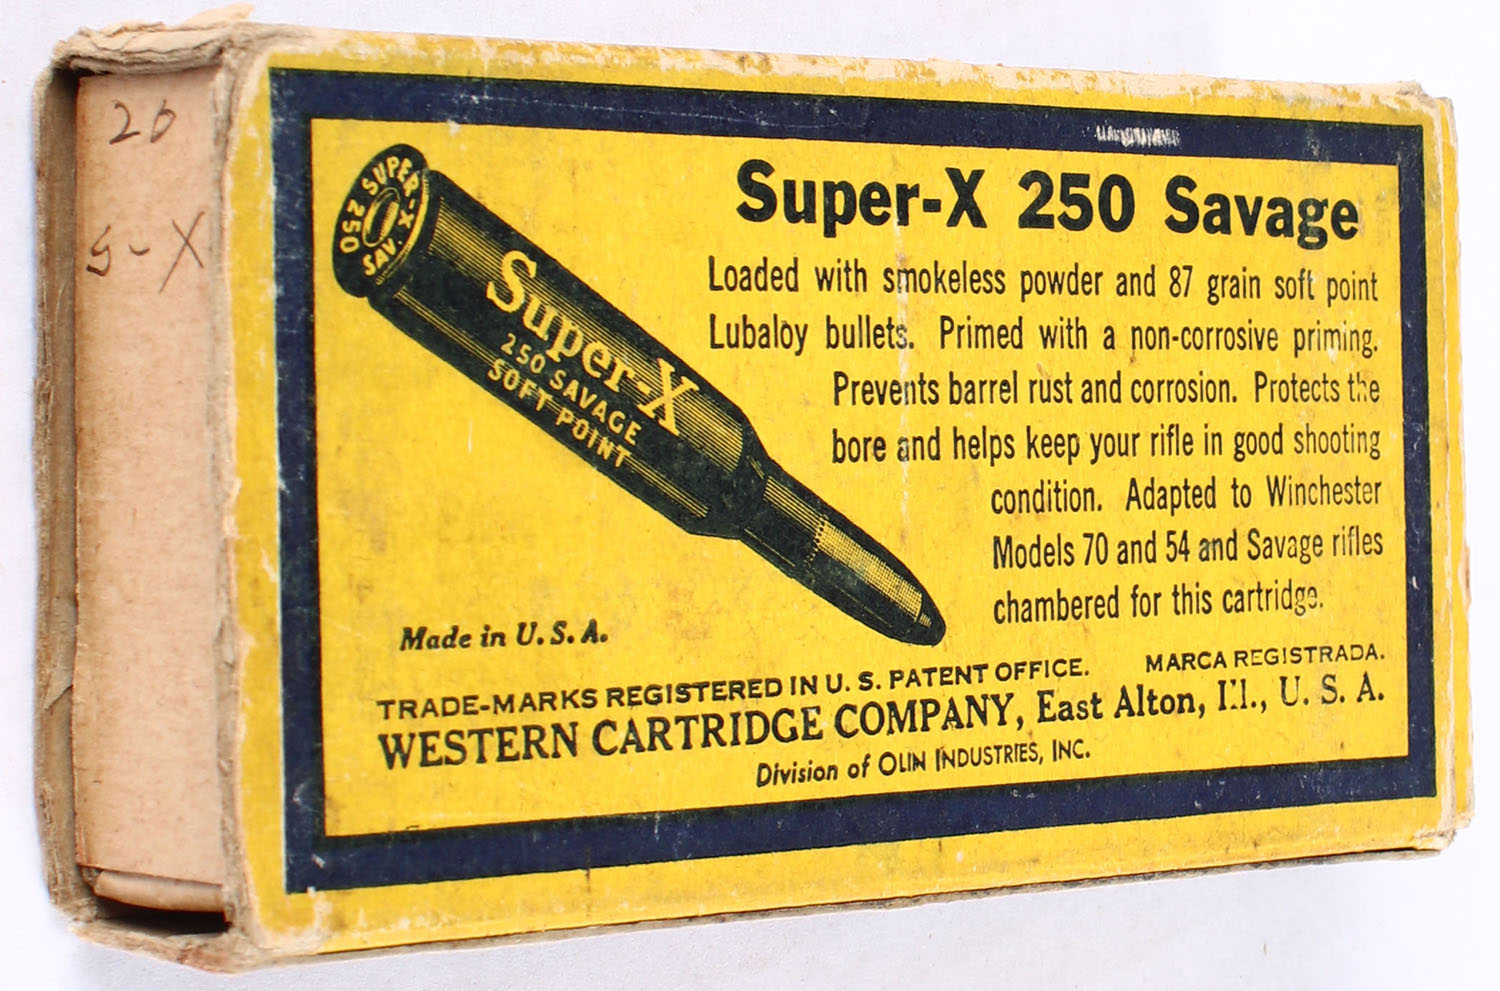 20
S-X
250 SUPER-X
SAV.
Super-X
250 SAVAGE
SOFT POINT
Super-X 250 Savage
Loaded with smokeless powder and 87 grain soft point
Lubaloy bullets. Primed with a non-corrosive priming.
Prevents barrel rust and corrosion. Protects the
bore and helps keep your rifle in good shooting
condition. Adapted to Winchester
Models 70 and 54 and Savage rifles
chambered for this cartridge.
Made in U.S.A.
TRADE-MARKS REGISTERED IN U. S. PATENT OFFICE. MARCA REGISTRADA.
WESTERN CARTRIDGE COMPANY, East Alton, Ill., U. S. A.
Division of OLIN INDUSTRIES, INC.